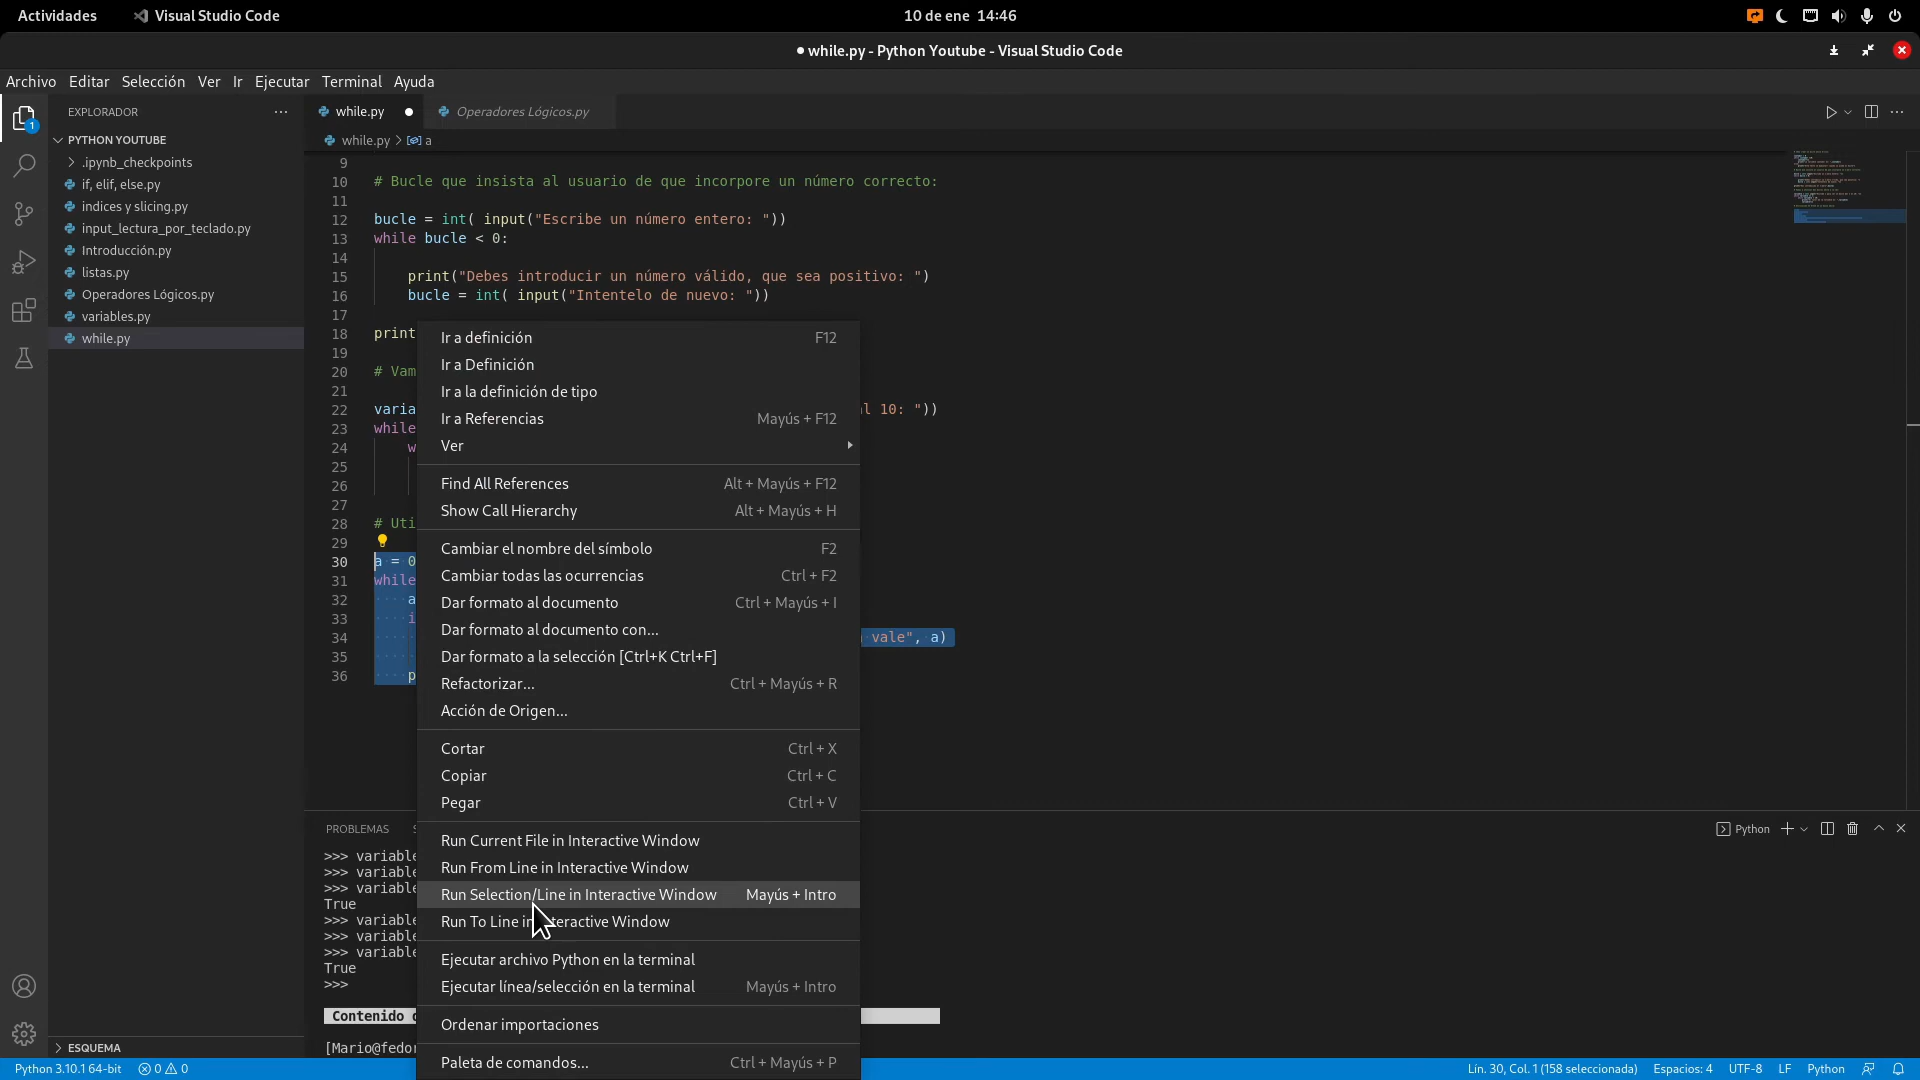 Actividades
Visual Studio Code
10 de ene 14:46
● while.py - Python Youtube - Visual Studio Code
Archivo Editar Selección Ver Ir Ejecutar Terminal Ayuda
EXPLORADOR
while.py
Operadores Lógicos.py
1
PYTHON YOUTUBE
.ipynb_checkpoints
if, elif, else.py
indices y slicing.py
input_lectura_por_teclado.py
Introducción.py
listas.py
Operadores Lógicos.py
variables.py
while.py
ESQUEMA
while.py > a
9
10 # Bucle que insista al usuario de que incorpore un número correcto:
11
12 bucle = int( input("Escribe un número entero: "))
13 while bucle < 0:
14
15 print("Debes introducir un número válido, que sea positivo: ")
16 bucle = int( input("Intentelo de nuevo: "))
17
18 print
19
20 # Vam
21
22 varia l 10: "))
23 while
24 w
25
26
27
28 # Uti
29
30 a = 0
31 while
32 a
33 i
34 vale", a)
35
36 p
Ir a definición F12
Ir a Definición
Ir a la definición de tipo
Ir a Referencias Mayús + F12
Ver
Find All References Alt + Mayús + F12
Show Call Hierarchy Alt + Mayús + H
Cambiar el nombre del símbolo F2
Cambiar todas las ocurrencias Ctrl + F2
Dar formato al documento Ctrl + Mayús + I
Dar formato al documento con...
Dar formato a la selección [Ctrl+K Ctrl+F]
Refactorizar... Ctrl + Mayús + R
Acción de Origen...
Cortar Ctrl + X
Copiar Ctrl + C
Pegar Ctrl + V
Run Current File in Interactive Window
Run From Line in Interactive Window
Run Selection/Line in Interactive Window Mayús + Intro
Run To Line in Interactive Window
Ejecutar archivo Python en la terminal
Ejecutar línea/selección en la terminal Mayús + Intro
Ordenar importaciones
Paleta de comandos... Ctrl + Mayús + P
PROBLEMAS
Python
>>> variable
>>> variable
>>> variable
True
>>> variable
>>> variable
>>> variable
True
>>>
Contenido
[Mario@fedor
Python 3.10.1 64-bit 0 0
Lín. 30, Col. 1 (158 seleccionada) Espacios: 4 UTF-8 LF Python